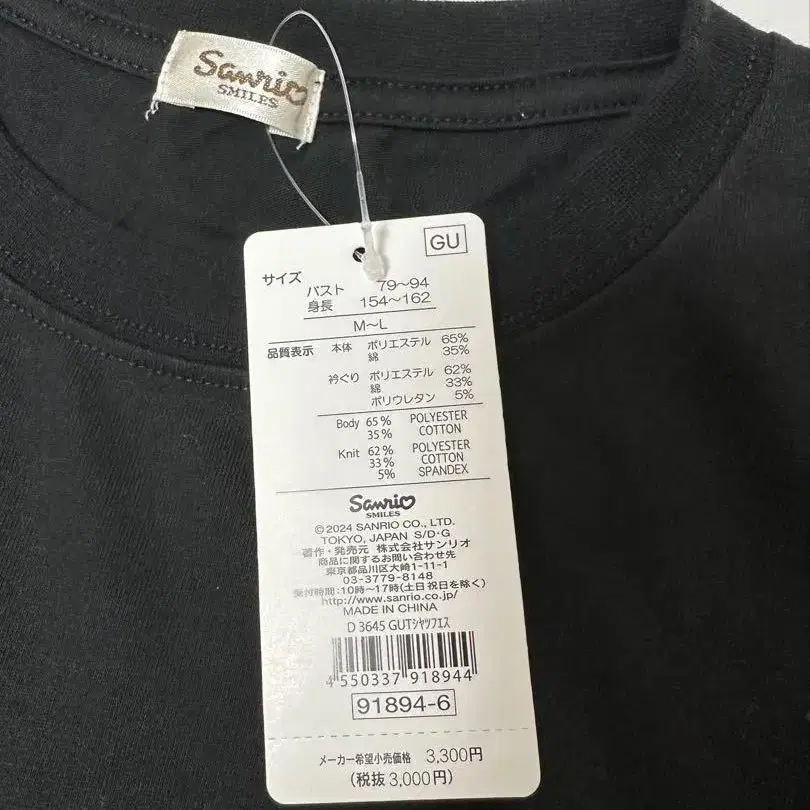 Sanrio
SMILES
GU
サイズ
バスト 79～94
身長 154～162
M～L
品質表示 本体 ポリエステル 65%
綿 35%
衿ぐり ポリエステル 62%
綿 33%
ポリウレタン 5%
Body 65% POLYESTER
35% COTTON
Knit 62% POLYESTER
33% COTTON
5% SPANDEX
Sanrio
SMILES
©2024 SANRIO CO., LTD.
TOKYO, JAPAN S/D·G
著作・発売元 株式会社サンリオ
商品に関するお問い合わせ先
東京都品川区大崎1-11-1
03-3779-8148
受付時間：10時～17時(土日祝日を除く)
http://www.sanrio.co.jp/
MADE IN CHINA
D 3645 GUTシャツフエス
4 550337 918944
91894-6
メーカー希望小売価格 3,300円
(税抜 3,000円)